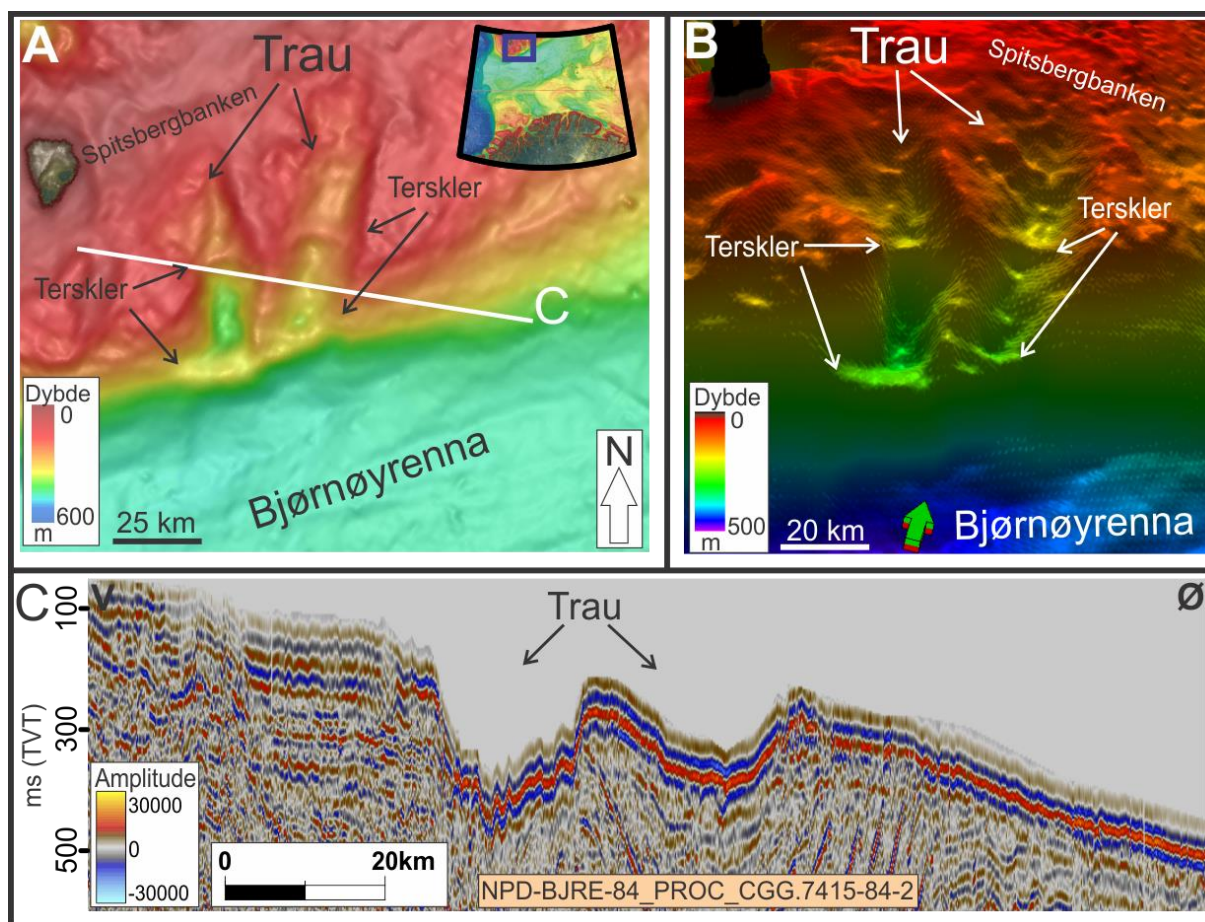 A
Trau
Spitsbergbanken
Terskler
Terskler
C
Dybde
0
600
m
25 km
Bjørnøyrenna
N
B
Trau
Spitsbergbanken
Terskler
Terskler
Dybde
0
500
m
20 km
Bjørnøyrenna
C
V
Trau
Ø
100
300
500
ms (TVT)
Amplitude
30000
0
-30000
0 20km
NPD-BJRE-84_PROC_CGG.7415-84-2